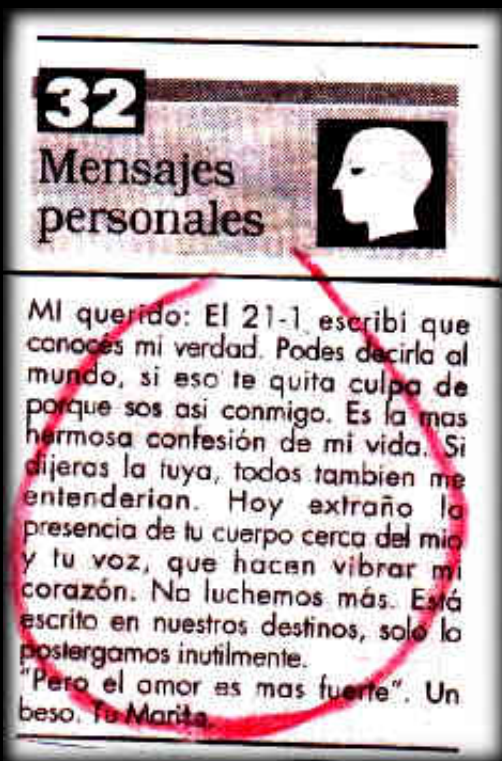 32
Mensajes
personales
MI querido: El 21-1 escribi que
conocés mi verdad. Podes decirla al
mundo, si eso te quita culpa de
porque sos asi conmigo. Es la mas
hermosa confesión de mi vida. Si
dijeras la tuya, todos tambien me
entenderian. Hoy extraño la
presencia de tu cuerpo cerca del mio
y tu voz, que hacen vibrar mi
corazón. No luchemos más. Está
escrito en nuestros destinos, solo lo
postergamos inutilmente.
"Pero el amor es mas fuerte". Un
beso. Tu Marita.